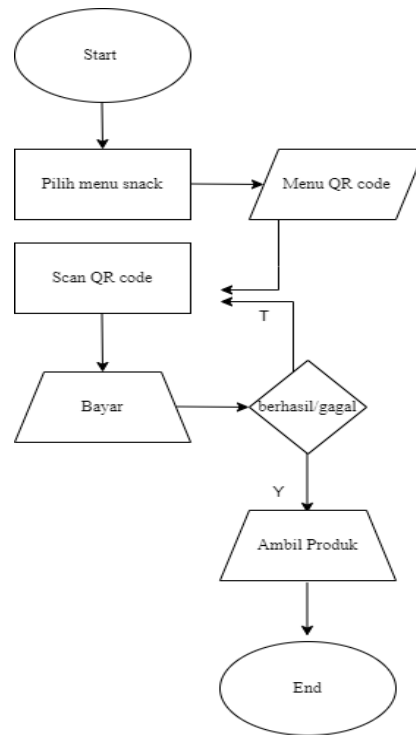 Start
Pilih menu snack
Menu QR code
Scan QR code
T
Bayar
berhasil/gagal
Y
Ambil Produk
End